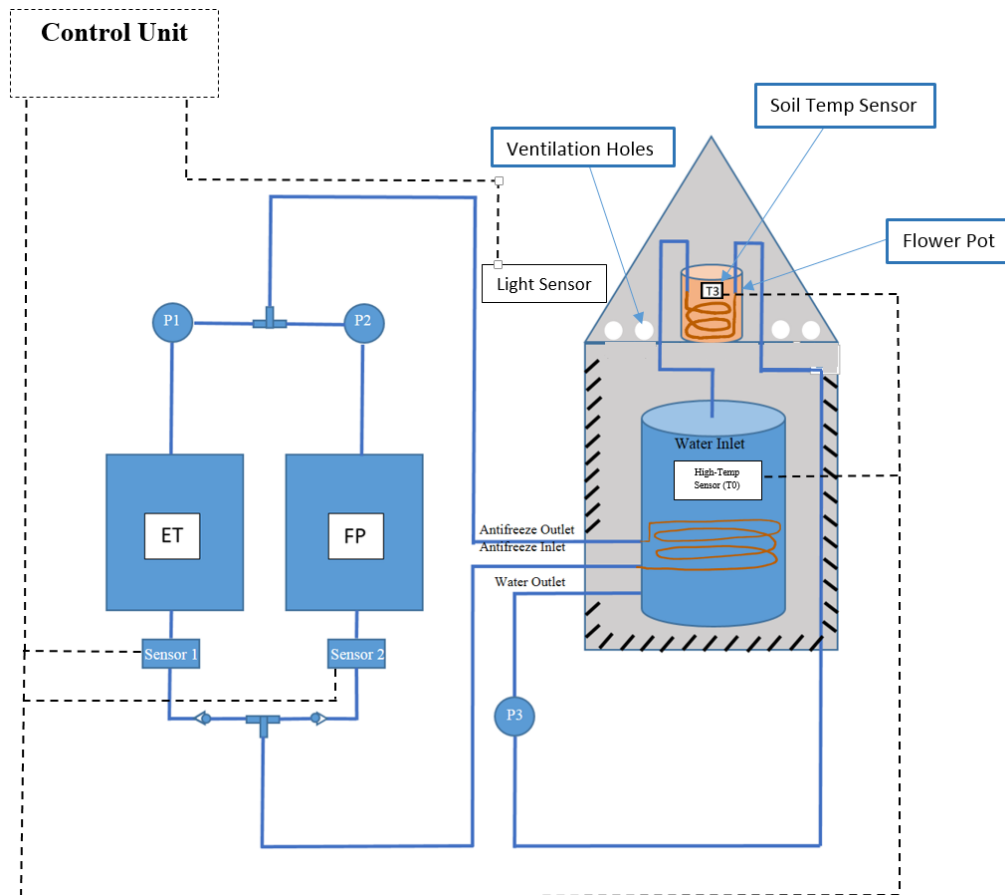 Control Unit
Soil Temp Sensor
Ventilation Holes
Flower Pot
Light Sensor
T3
P1
P2
Water Inlet
High-Temp
Sensor (T0)
ET
FP
Antifreeze Outlet
Antifreeze Inlet
Water Outlet
Sensor 1
Sensor 2
P3